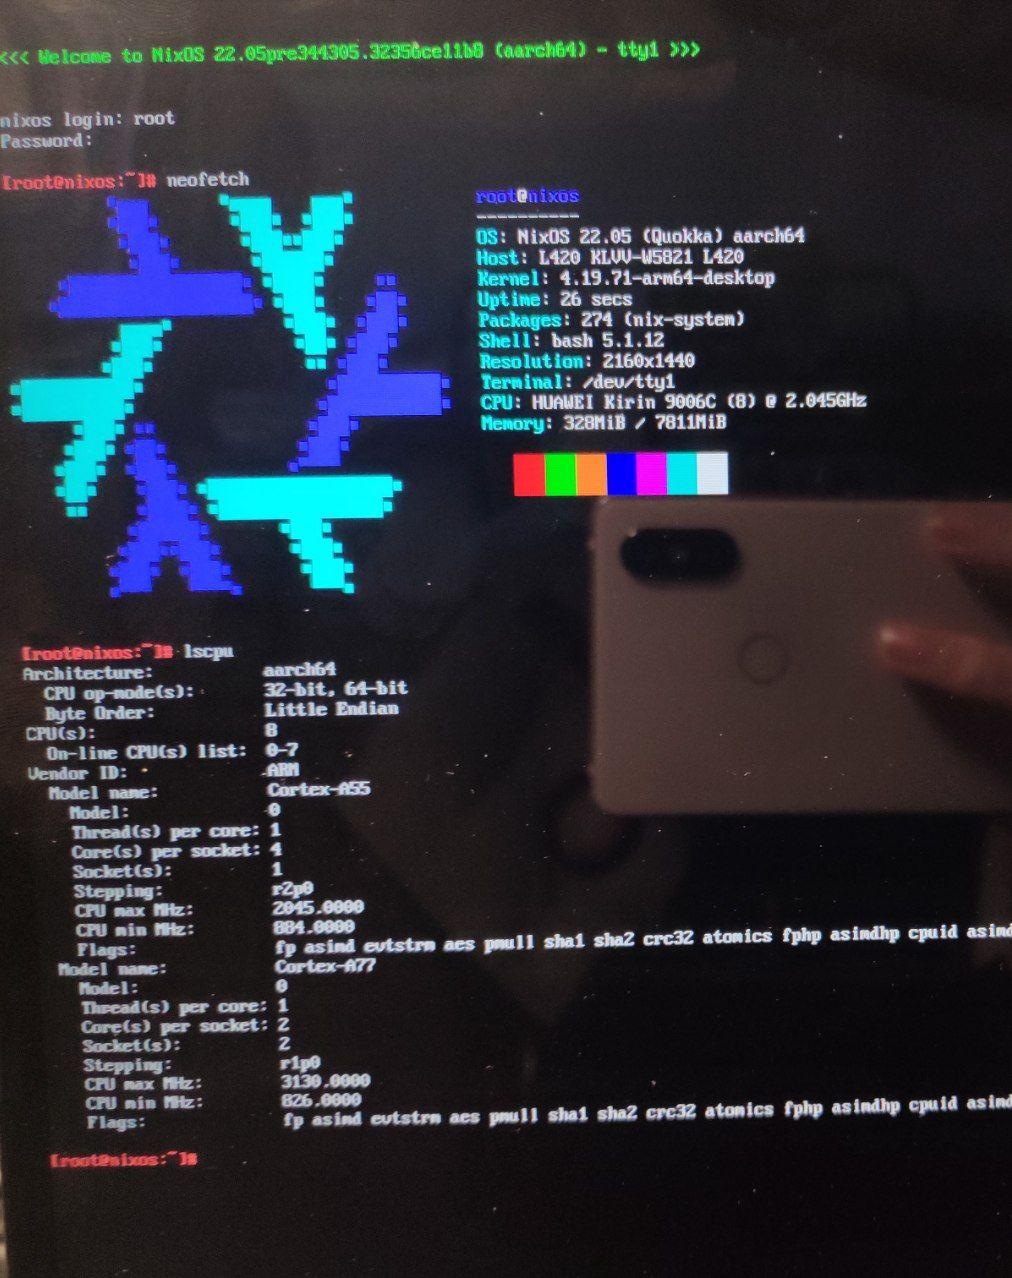 <<< Welcome to NixOS 22.05pre344305.32356ce11b8 (aarch64) - tty1 >>>
nixos login: root
Password:
[root@nixos:~]# neofetch
root@nixos
----------
OS: NixOS 22.05 (Quokka) aarch64
Host: L420 KLVV-W5821 L420
Kernel: 4.19.71-arm64-desktop
Uptime: 26 secs
Packages: 274 (nix-system)
Shell: bash 5.1.12
Resolution: 2160x1440
Terminal: /dev/tty1
CPU: HUAWEI Kirin 9006C (8) @ 2.045GHz
Memory: 328MiB / 7811MiB
[root@nixos:~]# lscpu
Architecture: aarch64
CPU op-mode(s): 32-bit, 64-bit
Byte Order: Little Endian
CPU(s): 8
On-line CPU(s) list: 0-7
Vendor ID: ARM
Model name: Cortex-A55
Model: 0
Thread(s) per core: 1
Core(s) per socket: 4
Socket(s): 1
Stepping: r2p0
CPU max MHz: 2045.0000
CPU min MHz: 884.0000
Flags: fp asimd evtstrm aes pmull sha1 sha2 crc32 atomics fphp asimdhp cpuid asimd
Model name: Cortex-A77
Model: 0
Thread(s) per core: 1
Core(s) per socket: 2
Socket(s): 2
Stepping: r1p0
CPU max MHz: 3130.0000
CPU min MHz: 826.0000
Flags: fp asimd evtstrm aes pmull sha1 sha2 crc32 atomics fphp asimdhp cpuid asimd
[root@nixos:~]#